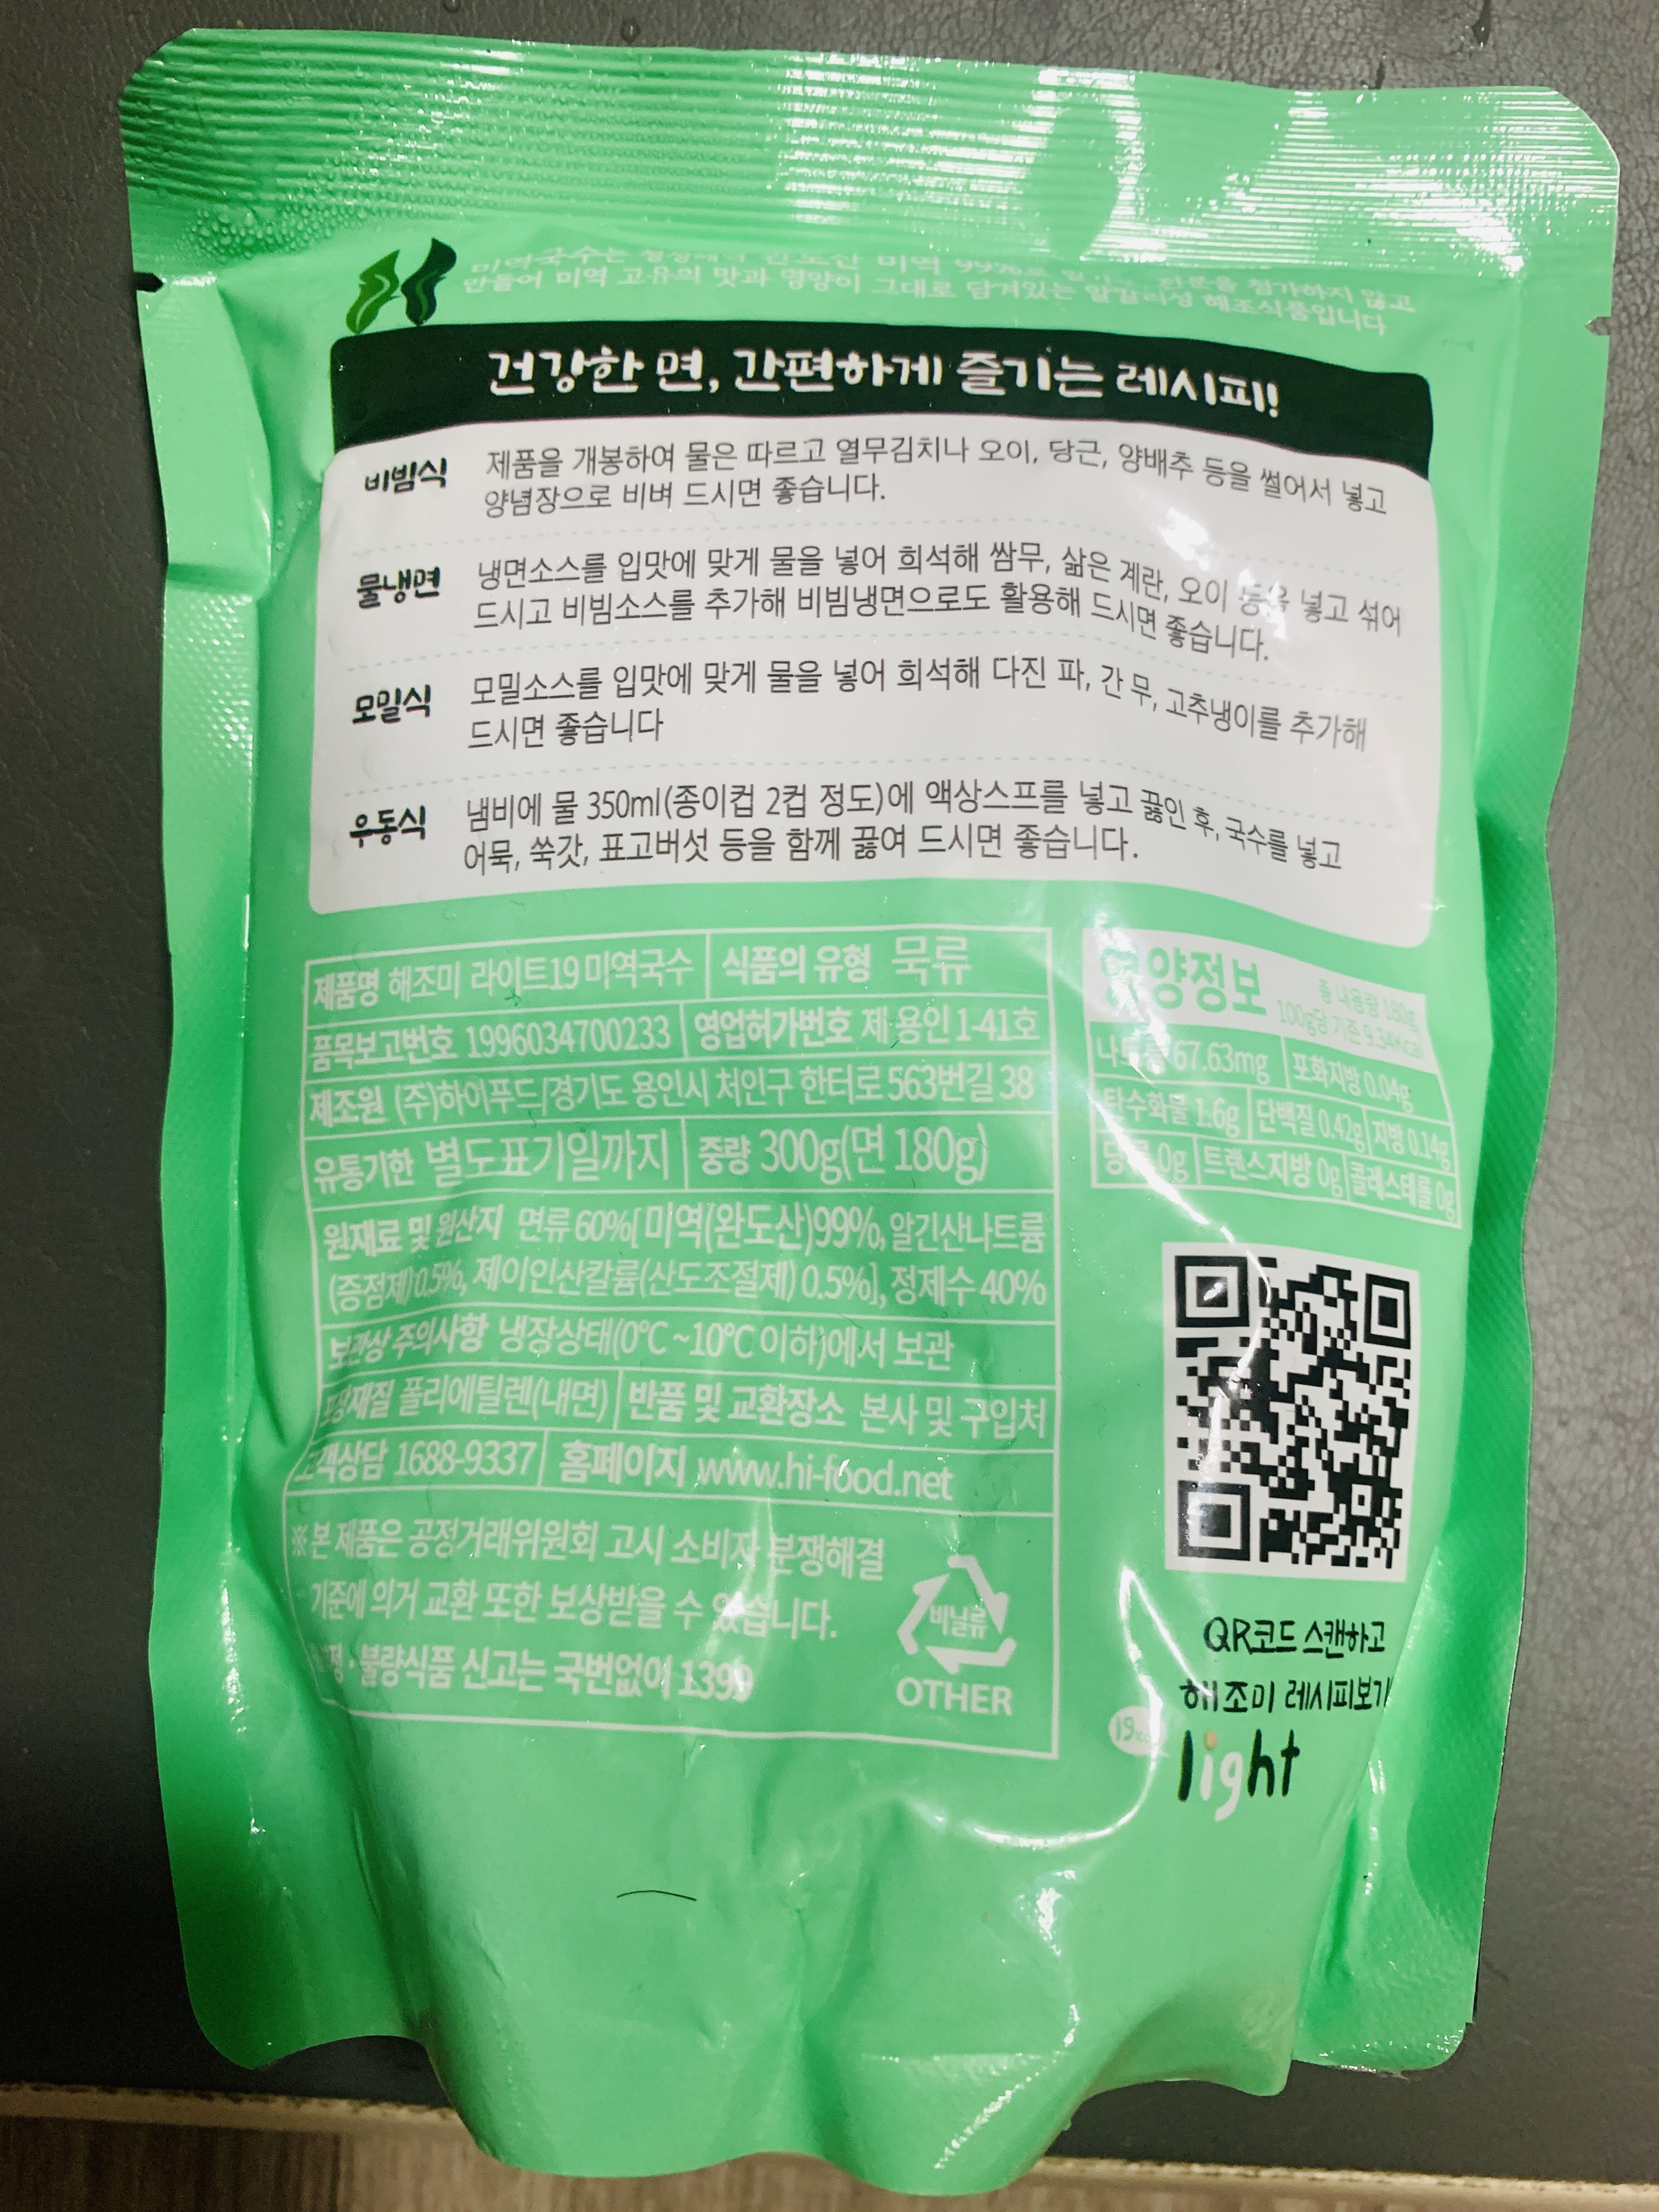 미역국수는 청정해역 완도산 미역 99%로 전분을 첨가하지 않고
만들어 미역 고유의 맛과 영양이 그대로 담겨있는 알칼리성 해조식품입니다
건강한 면, 간편하게 즐기는 레시피!
비빔식 제품을 개봉하여 물은 따르고 열무김치나 오이, 당근, 양배추 등을 썰어서 넣고
양념장으로 비벼 드시면 좋습니다.
물냉면 냉면소스를 입맛에 맞게 물을 넣어 희석해 쌈무, 삶은 계란, 오이 등을 넣고 섞어
드시고 비빔소스를 추가해 비빔냉면으로도 활용해 드시면 좋습니다.
모밀식 모밀소스를 입맛에 맞게 물을 넣어 희석해 다진 파, 간 무, 고추냉이를 추가해
드시면 좋습니다
우동식 냄비에 물 350ml(종이컵 2컵 정도)에 액상스프를 넣고 끓인 후, 국수를 넣고
어묵, 쑥갓, 표고버섯 등을 함께 끓여 드시면 좋습니다.
제품명 해조미 라이트19 미역국수 식품의 유형 묵류
품목보고번호 1996034700233 영업허가번호 제 용인 1-41호
제조원 (주)하이푸드/경기도 용인시 처인구 한터로 563번길 38
유통기한 별도표기일까지 중량 300g(면 180g)
원재료 및 원산지 면류 60%[미역(완도산)99%, 알긴산나트륨
(증점제)0.5%, 제이인산칼륨(산도조절제) 0.5%], 정제수 40%
보관상 주의사항 냉장상태(0℃ ~10℃ 이하)에서 보관
포장재질 폴리에틸렌(내면) 반품 및 교환장소 본사 및 구입처
고객상담 1688-9337 홈페이지 www.hi-food.net
※ 본 제품은 공정거래위원회 고시 소비자 분쟁해결
기준에 의거 교환 또한 보상받을 수 있습니다.
부정·불량식품 신고는 국번없이 1399
비닐류
OTHER
영양정보 총 내용량 180g,
100g당 기준 9.34Kcal
나트륨 67.63mg 포화지방 0.04g
탄수화물 1.6g 단백질 0.42g 지방 0.14g
당류 0g 트랜스지방 0g 콜레스테롤 0g
QR코드 스캔하고
해조미 레시피보기
19
light